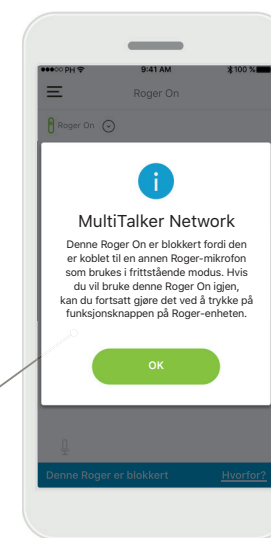 PH 9:41 AM 100 %
Roger On
Roger On
i
MultiTalker Network
Denne Roger On er blokkert fordi den
er koblet til en annen Roger-mikrofon
som brukes i frittstående modus. Hvis
du vil bruke denne Roger On igjen,
kan du fortsatt gjøre det ved å trykke på
funksjonsknappen på Roger-enheten.
OK
Denne Roger er blokkert Hvorfor?